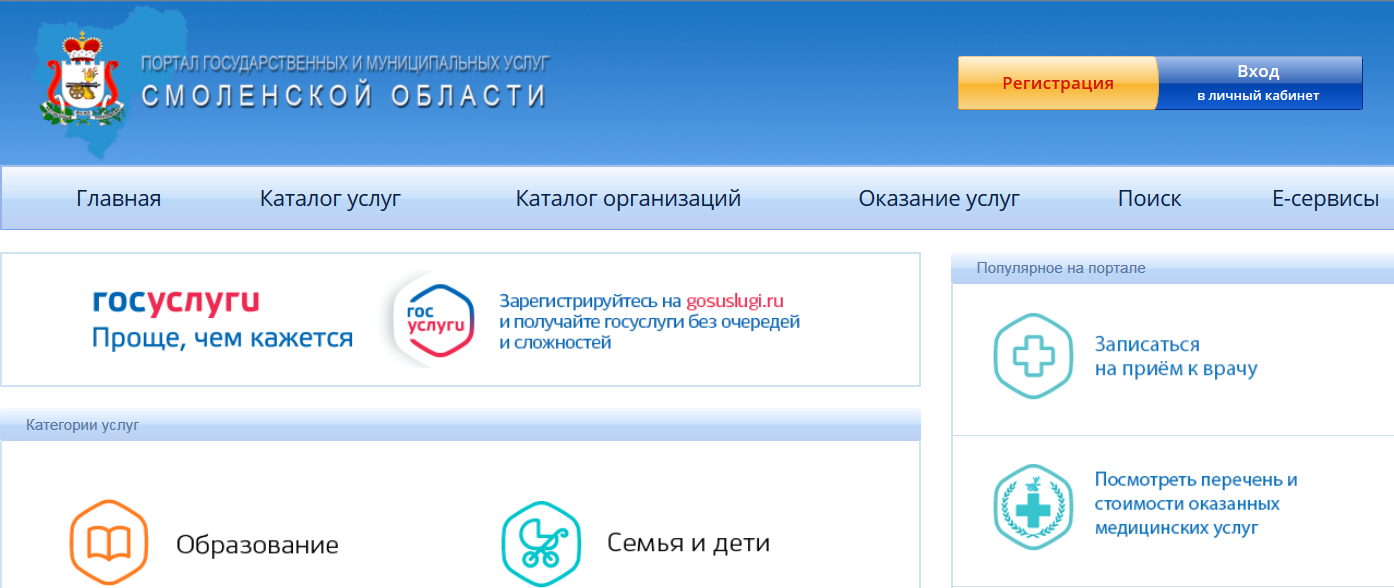 ПОРТАЛ ГОСУДАРСТВЕННЫХ И МУНИЦИПАЛЬНЫХ УСЛУГ
СМОЛЕНСКОЙ ОБЛАСТИ
Регистрация
Вход
в личный кабинет
Главная
Каталог услуг
Каталог организаций
Оказание услуг
Поиск
Е-сервисы
госуслуги
Проще, чем кажется
гос
услуги
Зарегистрируйтесь на gosuslugi.ru
и получайте госуслуги без очередей
и сложностей
Категории услуг
Образование
Семья и дети
Популярное на портале
Записаться
на приём к врачу
Посмотреть перечень и
стоимости оказанных
медицинских услуг